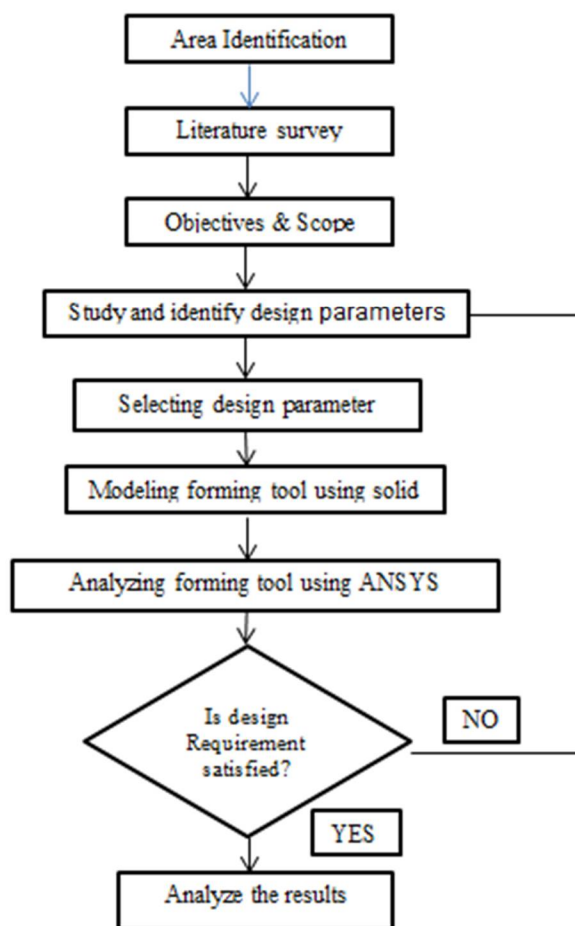 Area Identification
Literature survey
Objectives & Scope
Study and identify design parameters
Selecting design parameter
Modeling forming tool using solid
Analyzing forming tool using ANSYS
Is design
Requirement
satisfied?
NO
YES
Analyze the results